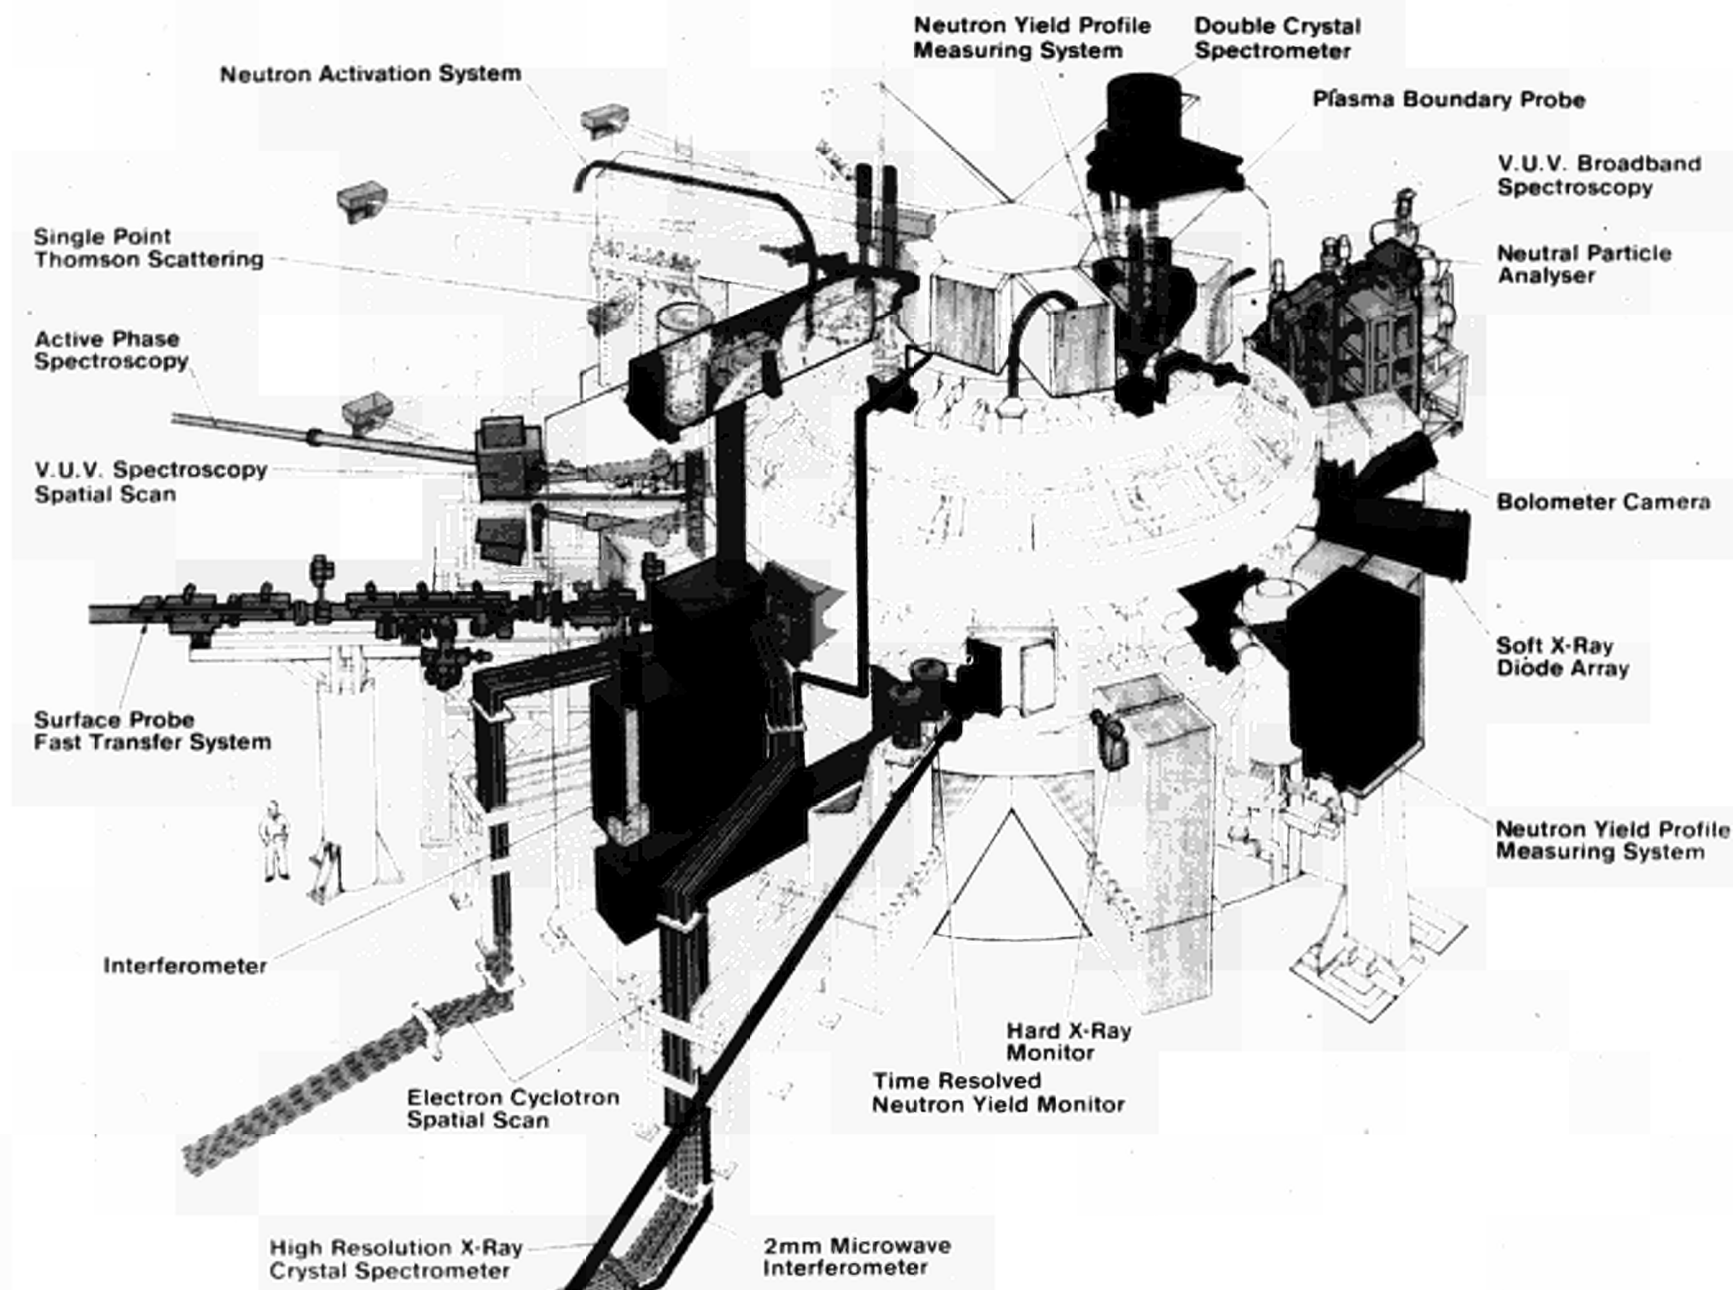 Neutron Yield Profile
Measuring System
Double Crystal
Spectrometer
Neutron Activation System
Plasma Boundary Probe
V.U.V. Broadband
Spectroscopy
Single Point
Thomson Scattering
Neutral Particle
Analyser
Active Phase
Spectroscopy
V.U.V. Spectroscopy
Spatial Scan
Bolometer Camera
Soft X-Ray
Diode Array
Surface Probe
Fast Transfer System
Neutron Yield Profile
Measuring System
Interferometer
Hard X-Ray
Monitor
Time Resolved
Neutron Yield Monitor
Electron Cyclotron
Spatial Scan
High Resolution X-Ray
Crystal Spectrometer
2mm Microwave
Interferometer